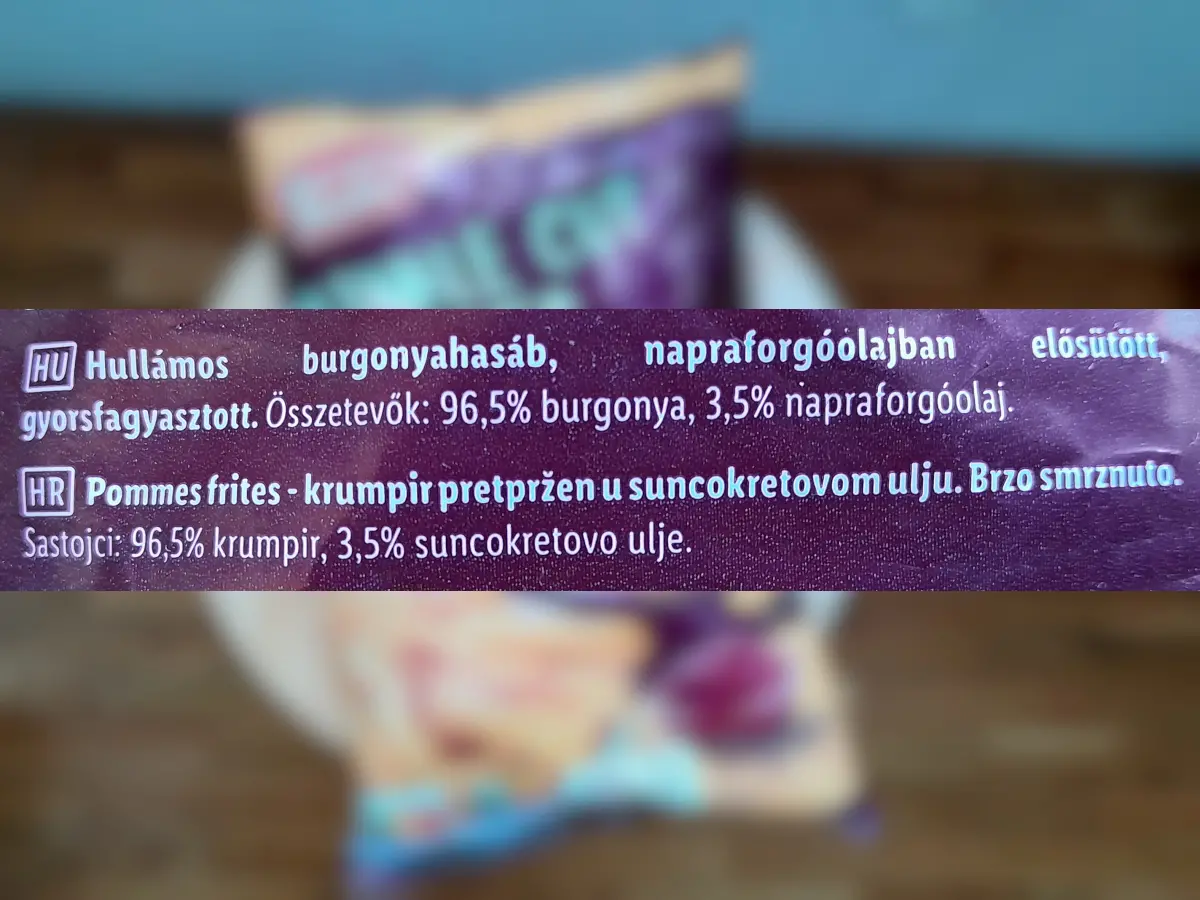 HU Hullámos burgonyahasáb, napraforgóolajban elősütött,
gyorsfagyasztott. Összetevők: 96,5% burgonya, 3,5% napraforgóolaj.
HR Pommes frites - krumpir pretpržen u suncokretovom ulju. Brzo smrznuto.
Sastojci: 96,5% krumpir, 3,5% suncokretovo ulje.